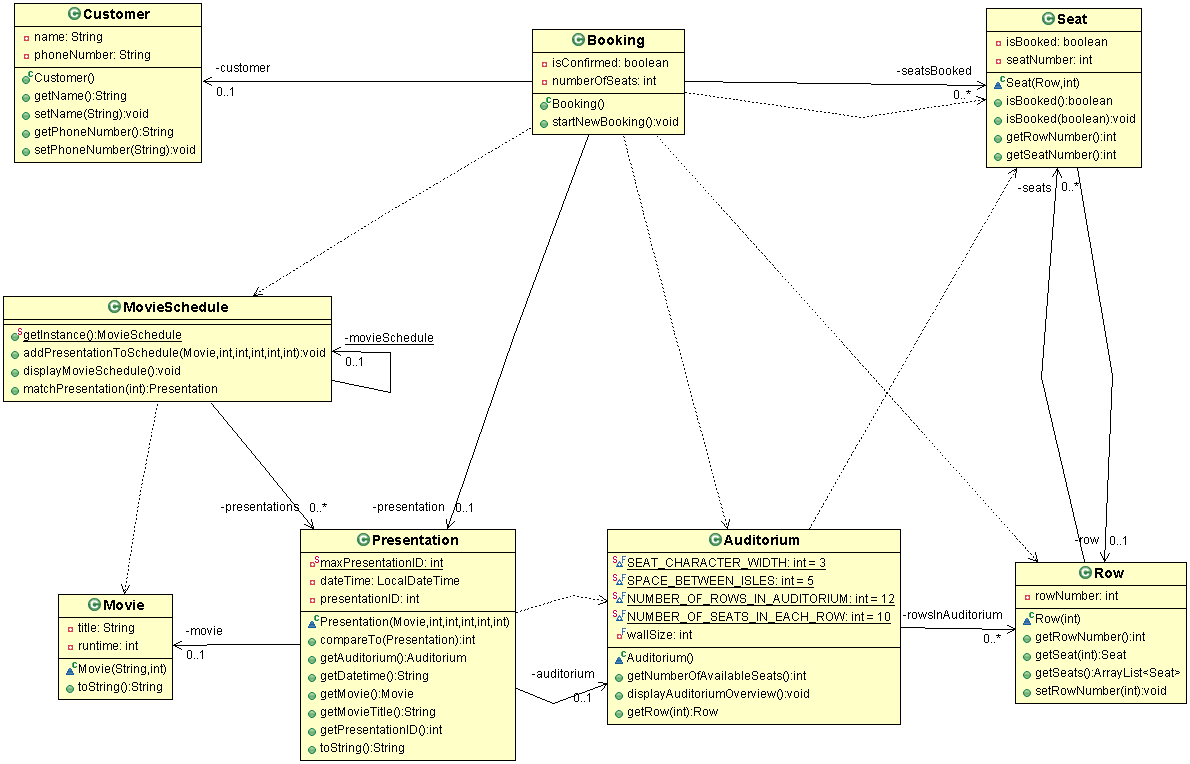 Customer
name: String
phoneNumber: String
Customer()
getName():String
setName(String):void
getPhoneNumber():String
setPhoneNumber(String):void
-customer
0..1
Booking
isConfirmed: boolean
numberOfSeats: int
Booking()
startNewBooking():void
-seatsBooked
0..*
Seat
isBooked: boolean
seatNumber: int
Seat(Row,int)
isBooked():boolean
isBooked(boolean):void
getRowNumber():int
getSeatNumber():int
-seats
0..*
MovieSchedule
getInstance():MovieSchedule
addPresentationToSchedule(Movie,int,int,int,int,int):void
displayMovieSchedule():void
matchPresentation(int):Presentation
-movieSchedule
0..1
-presentations
0..*
-presentation
0..1
-row
0..1
Movie
title: String
runtime: int
Movie(String,int)
toString():String
-movie
0..1
Presentation
maxPresentationID: int
dateTime: LocalDateTime
presentationID: int
Presentation(Movie,int,int,int,int,int)
compareTo(Presentation):int
getAuditorium():Auditorium
getDatetime():String
getMovie():Movie
getMovieTitle():String
getPresentationID():int
toString():String
-auditorium
0..1
Auditorium
SEAT_CHARACTER_WIDTH: int = 3
SPACE_BETWEEN_ISLES: int = 5
NUMBER_OF_ROWS_IN_AUDITORIUM: int = 12
NUMBER_OF_SEATS_IN_EACH_ROW: int = 10
wallSize: int
Auditorium()
getNumberOfAvailableSeats():int
displayAuditoriumOverview():void
getRow(int):Row
-rowsInAuditorium
0..*
Row
rowNumber: int
Row(int)
getRowNumber():int
getSeat(int):Seat
getSeats():ArrayList<Seat>
setRowNumber(int):void